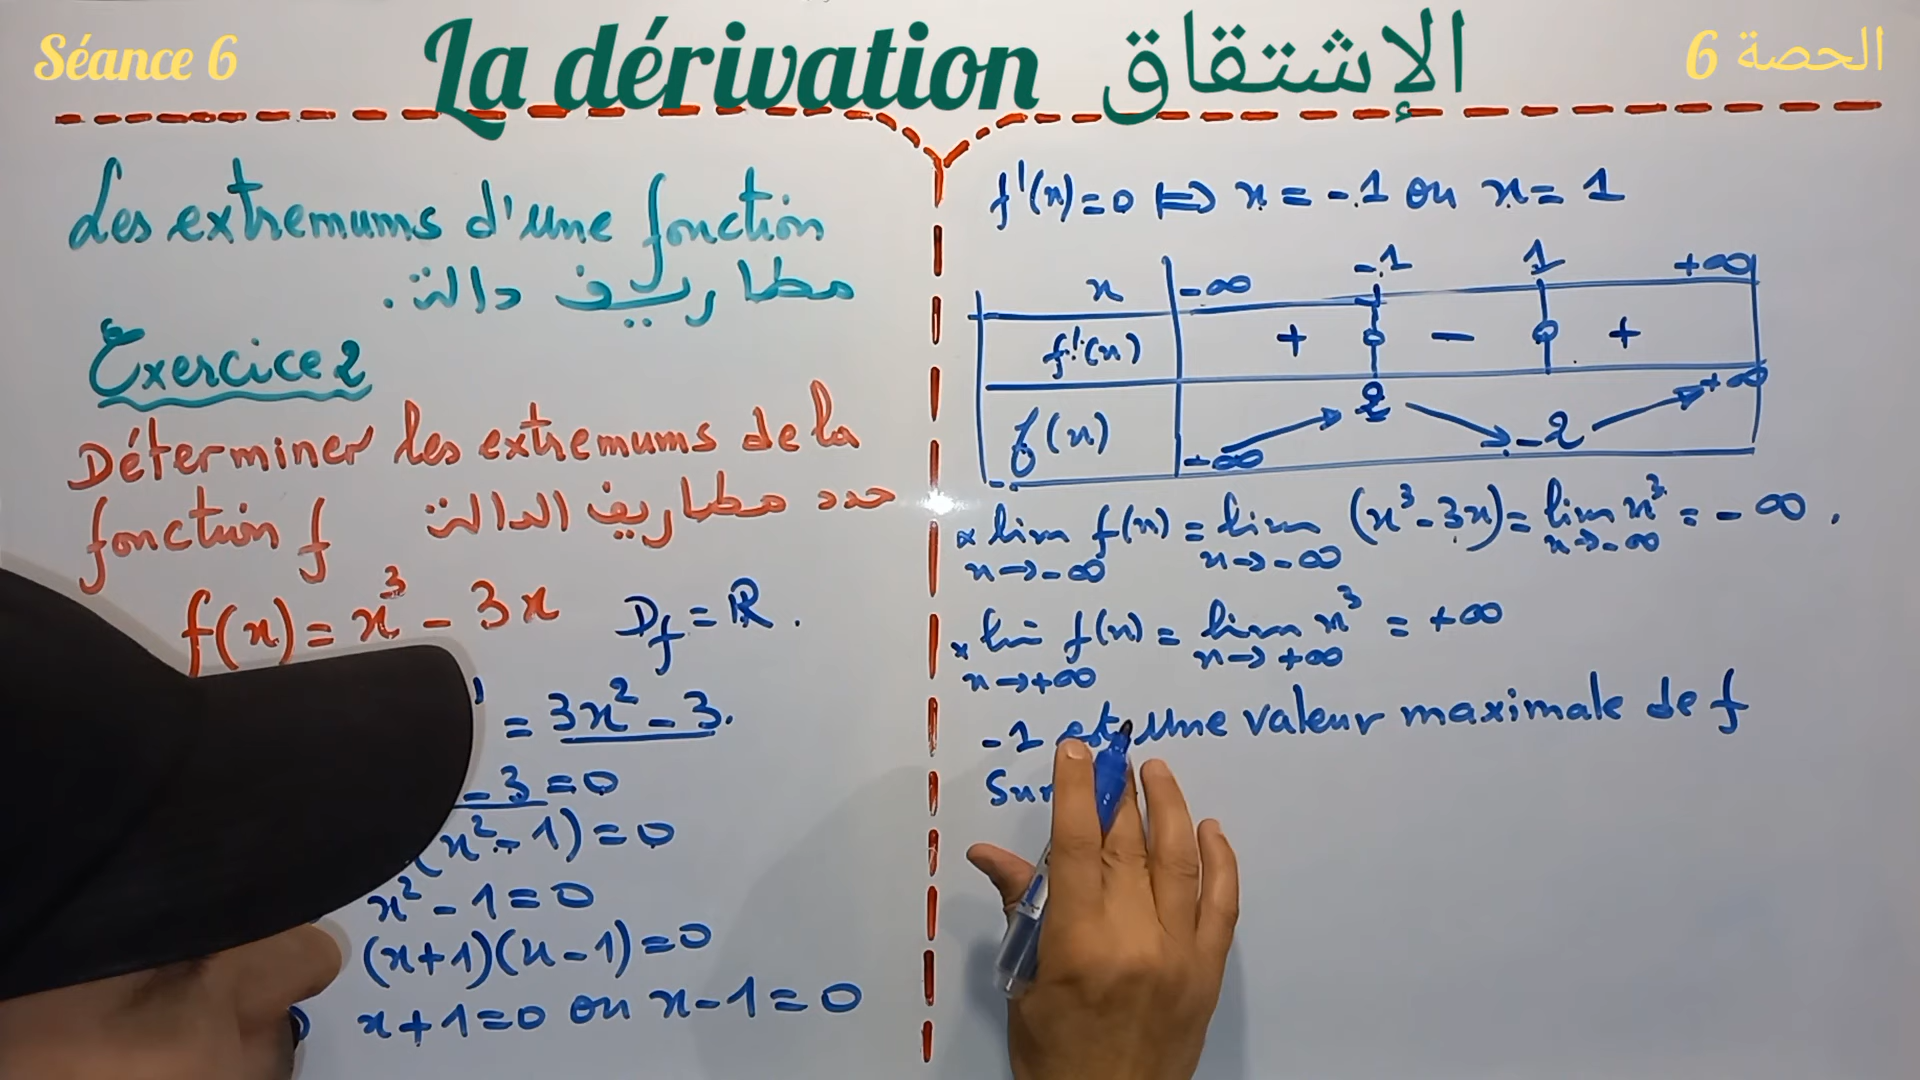 Séance 6
La dérivation الإشتقاق
الحصة 6
Les extremums d'une fonction
مطاريف دالة.
Exercice 2
Déterminer les extremums de la
fonction f حدد مطاريف الدالة
f(x) = x³ - 3x D_f = ℝ.
' = 3x² - 3.
- 3 = 0
(x² - 1) = 0
x² - 1 = 0
(x+1)(x-1) = 0
x+1=0 ou x-1=0
f'(x)=0 ⟺ x = -1 ou x = 1
x -∞ -1 1 +∞
f'(x) + 0 - 0 +
f(x) -∞ ↗ 2 ↘ -2 ↗ +∞
× lim f(x) = lim (x³-3x) = lim x³ = -∞.
x→-∞ x→-∞ x→-∞
× lim f(x) = lim x³ = +∞
x→+∞ x→+∞
-1 est une valeur maximale de f
sur